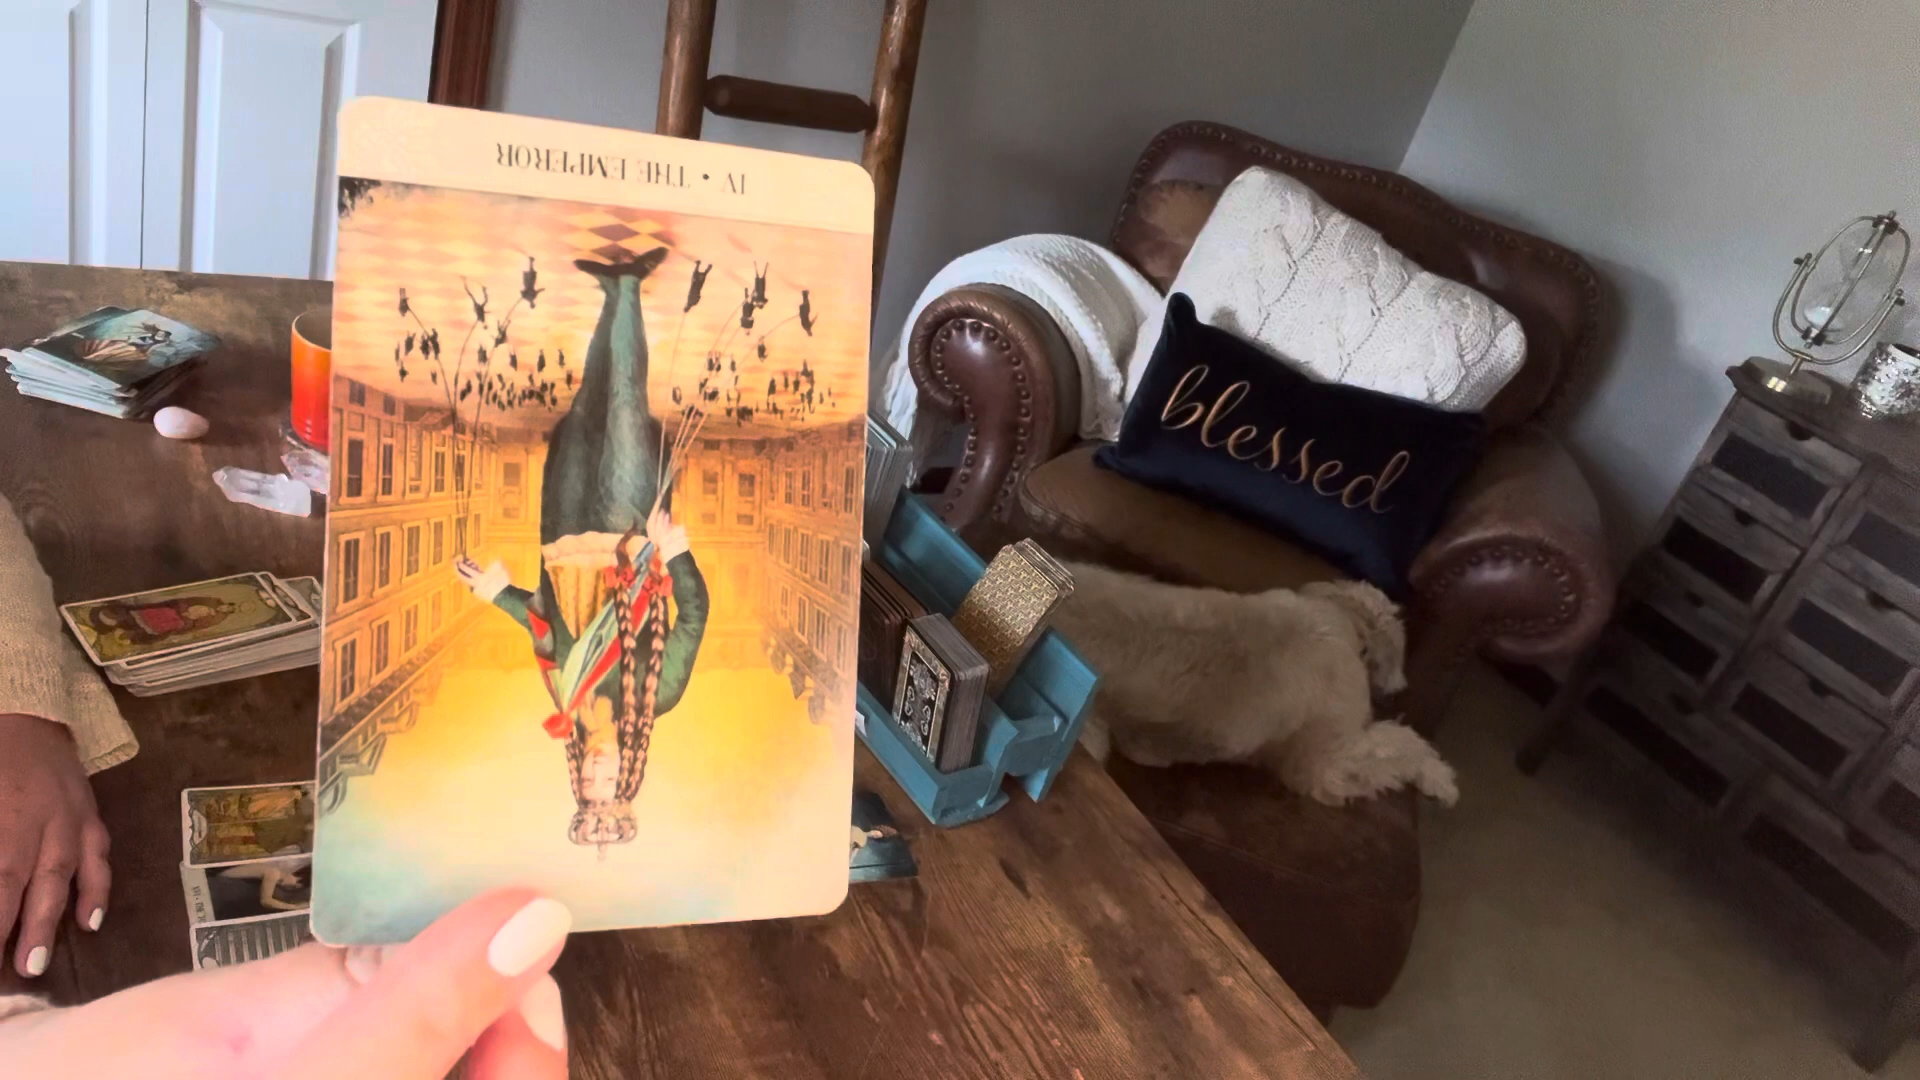 IV • THE EMPEROR
blessed